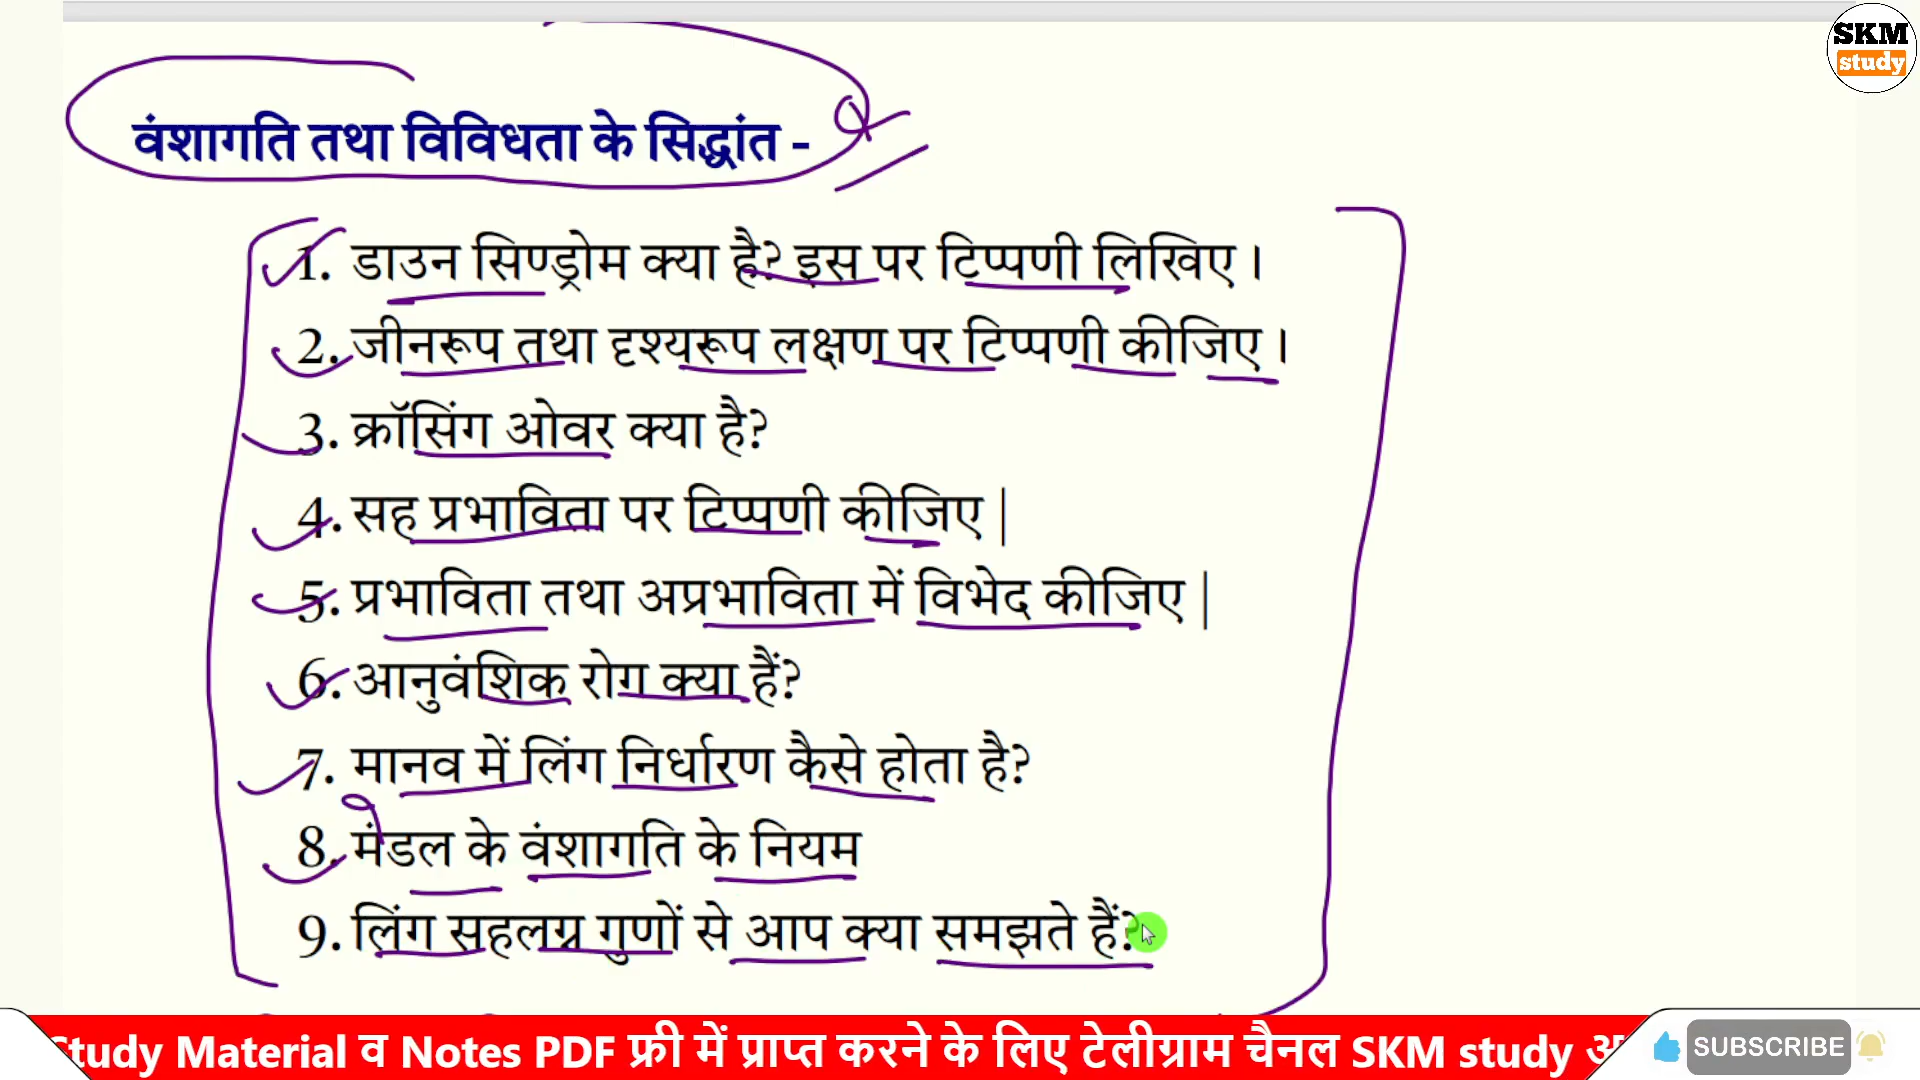 SKM
study
वंशागति तथा विविधता के सिद्धांत -
1. डाउन सिण्ड्रोम क्या है? इस पर टिप्पणी लिखिए ।
2. जीनरूप तथा दृश्यरूप लक्षण पर टिप्पणी कीजिए ।
3. क्रॉसिंग ओवर क्या है?
4. सह प्रभाविता पर टिप्पणी कीजिए |
5. प्रभाविता तथा अप्रभाविता में विभेद कीजिए |
6. आनुवंशिक रोग क्या हैं?
7. मानव में लिंग निर्धारण कैसे होता है?
8. मंडल के वंशागति के नियम
9. लिंग सहलग्न गुणों से आप क्या समझते हैं?
Study Material व Notes PDF फ्री में प्राप्त करने के लिए टेलीग्राम चैनल SKM study
SUBSCRIBE